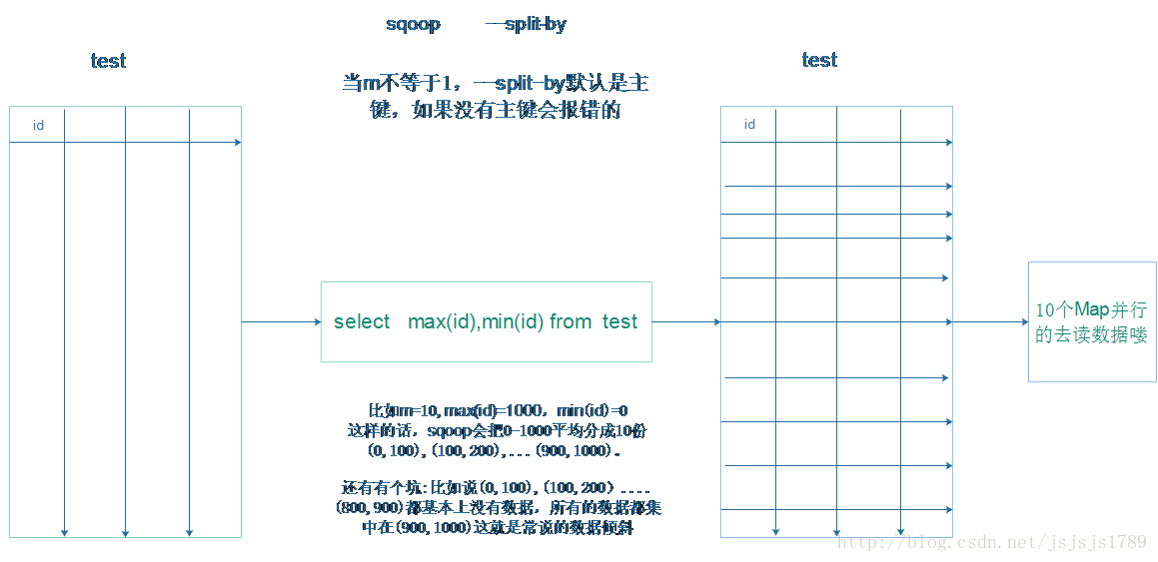 sqoop —split-by
test
test
当m不等于1，—split-by默认是主
键，如果没有主键会报错的
id
id
select max(id),min(id) from test
10个Map并行
的去读数据喽
比如m=10,max(id)=1000，min(id)=0
这样的话，sqoop会把0-1000平均分成10份
(0,100),(100,200),...(900,1000)。
还有有个坑:比如说(0,100),(100,200）....
(800,900)都基本上没有数据，所有的数据都集
中在(900,1000)这就是常说的数据倾斜
http://blog.csdn.net/jsjsjs1789